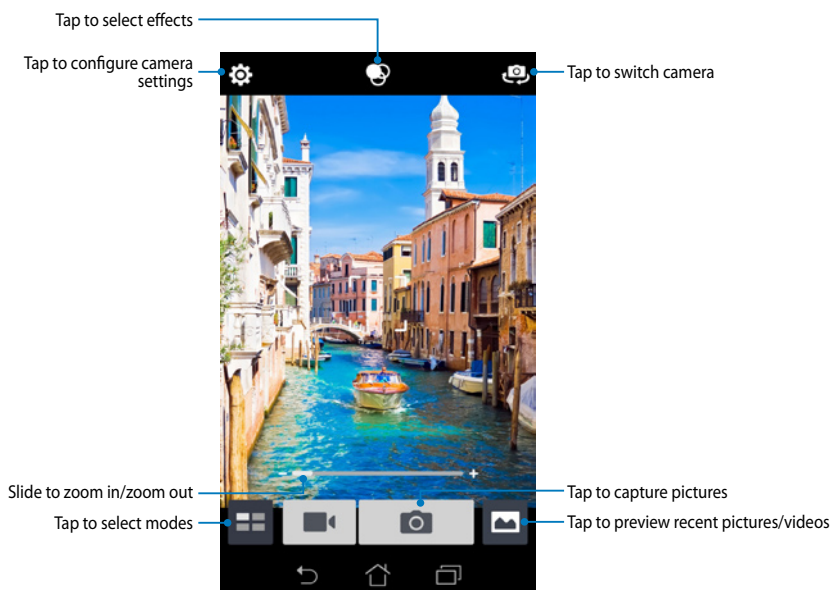 Tap to select effects
Tap to configure camera
settings
Tap to switch camera
Slide to zoom in/zoom out
Tap to capture pictures
Tap to select modes
Tap to preview recent pictures/videos